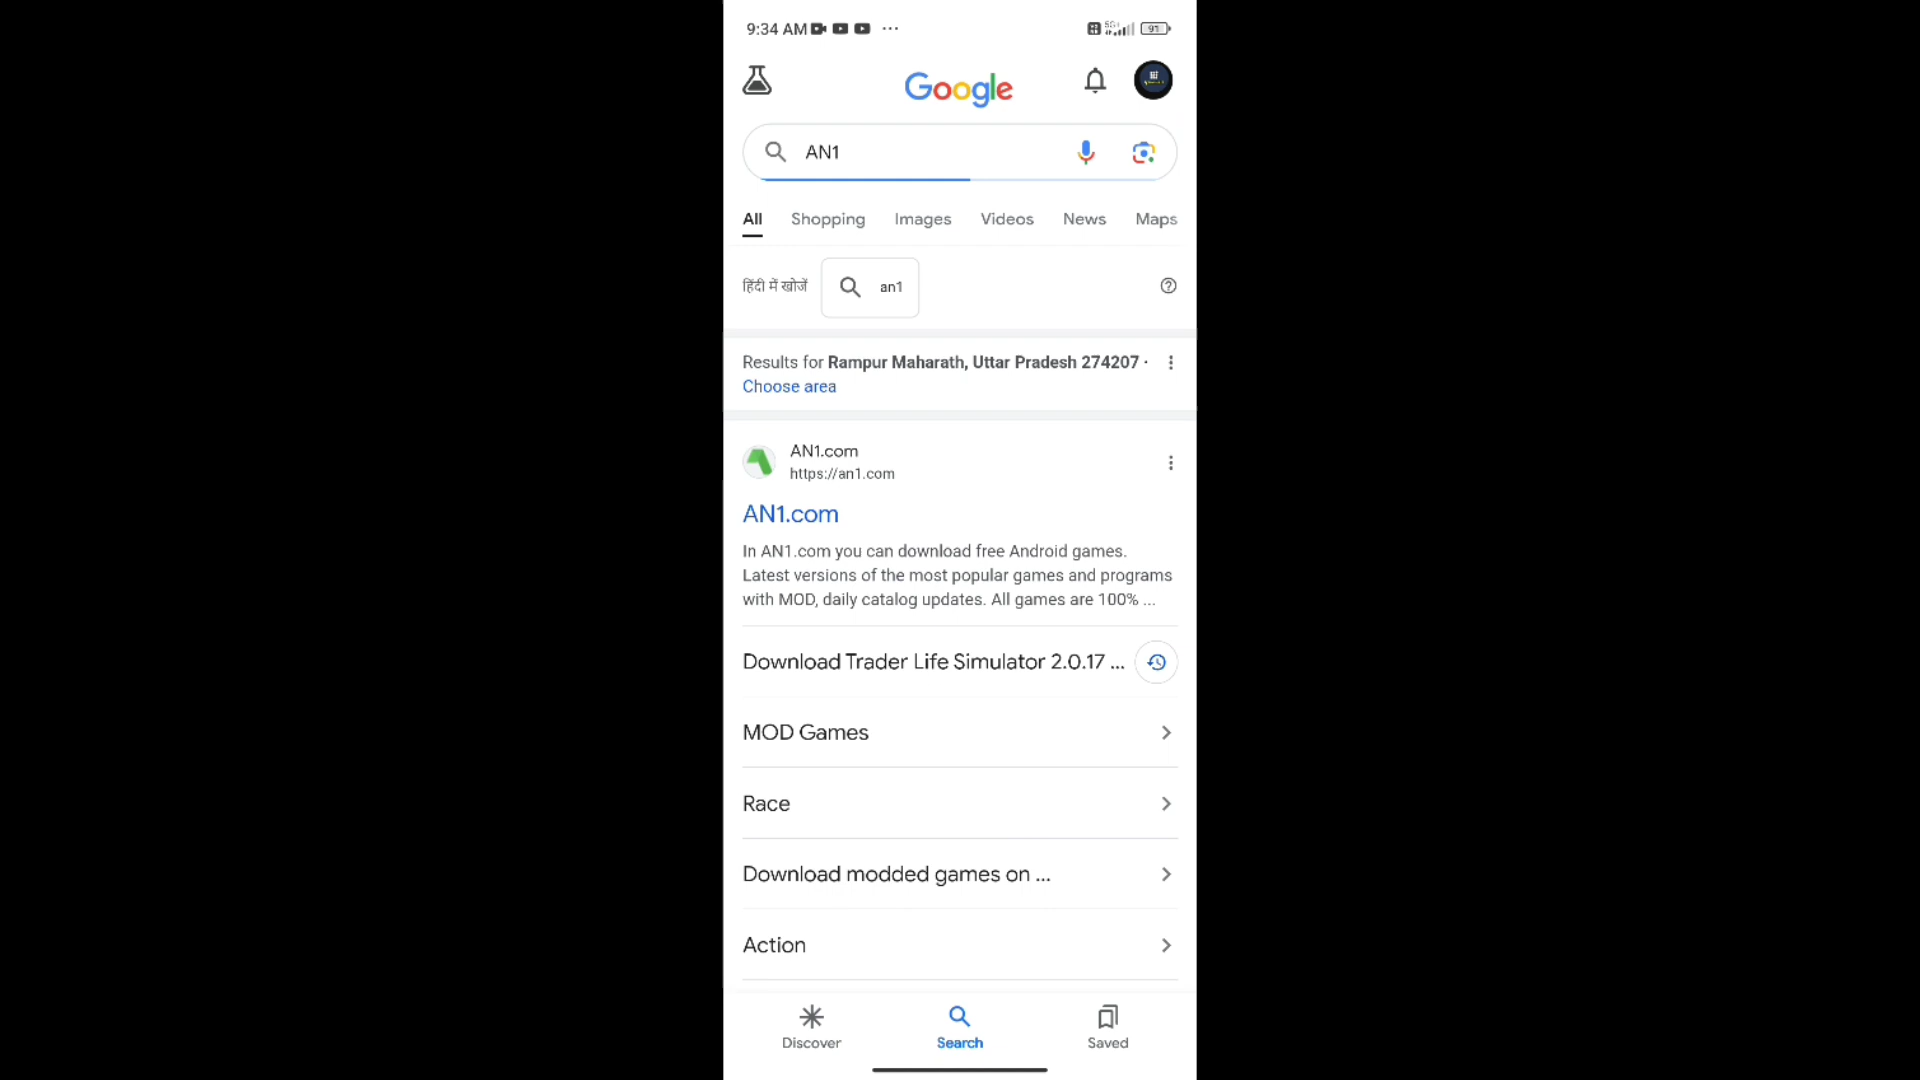 9:34 AM ...
91
Google
AN1
All Shopping Images Videos News Maps
हिंदी में खोजें an1
Results for Rampur Maharath, Uttar Pradesh 274207 ·
Choose area
AN1.com
https://an1.com
AN1.com
In AN1.com you can download free Android games.
Latest versions of the most popular games and programs
with MOD, daily catalog updates. All games are 100% ...
Download Trader Life Simulator 2.0.17 ...
MOD Games
Race
Download modded games on ...
Action
Discover Search Saved